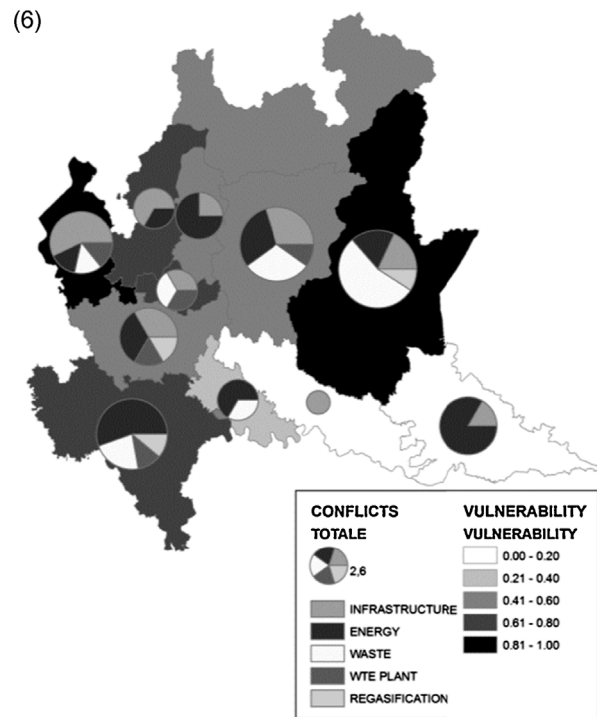 (6)
CONFLICTS
TOTALE
2,6
INFRASTRUCTURE
ENERGY
WASTE
WTE PLANT
REGASIFICATION
VULNERABILITY
VULNERABILITY
0.00 - 0.20
0.21 - 0.40
0.41 - 0.60
0.61 - 0.80
0.81 - 1.00